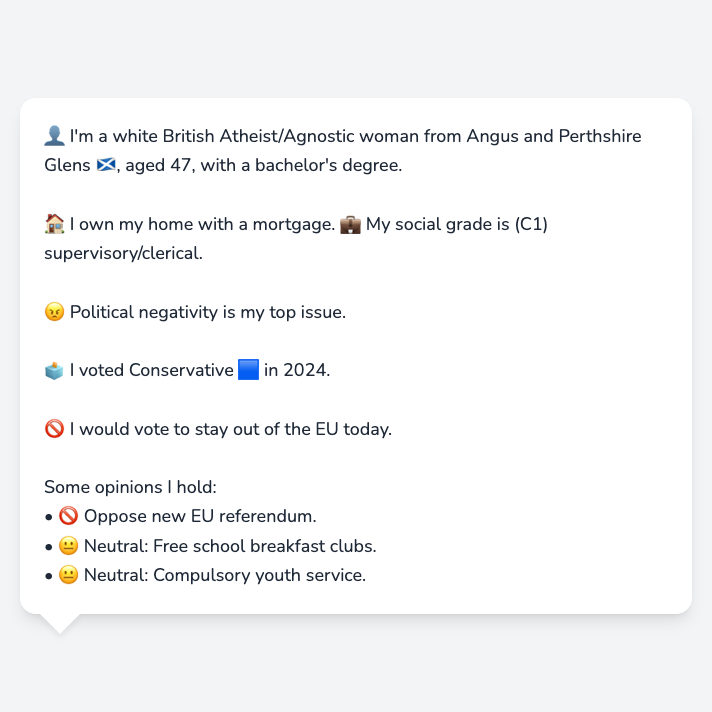 👤 I'm a white British Atheist/Agnostic woman from Angus and Perthshire
Glens 🏴󠁧󠁢󠁳󠁣󠁴󠁿, aged 47, with a bachelor's degree.
🏠 I own my home with a mortgage. 💼 My social grade is (C1)
supervisory/clerical.
😠 Political negativity is my top issue.
🗳️ I voted Conservative 🟦 in 2024.
🚫 I would vote to stay out of the EU today.
Some opinions I hold:
• 🚫 Oppose new EU referendum.
• 😐 Neutral: Free school breakfast clubs.
• 😐 Neutral: Compulsory youth service.